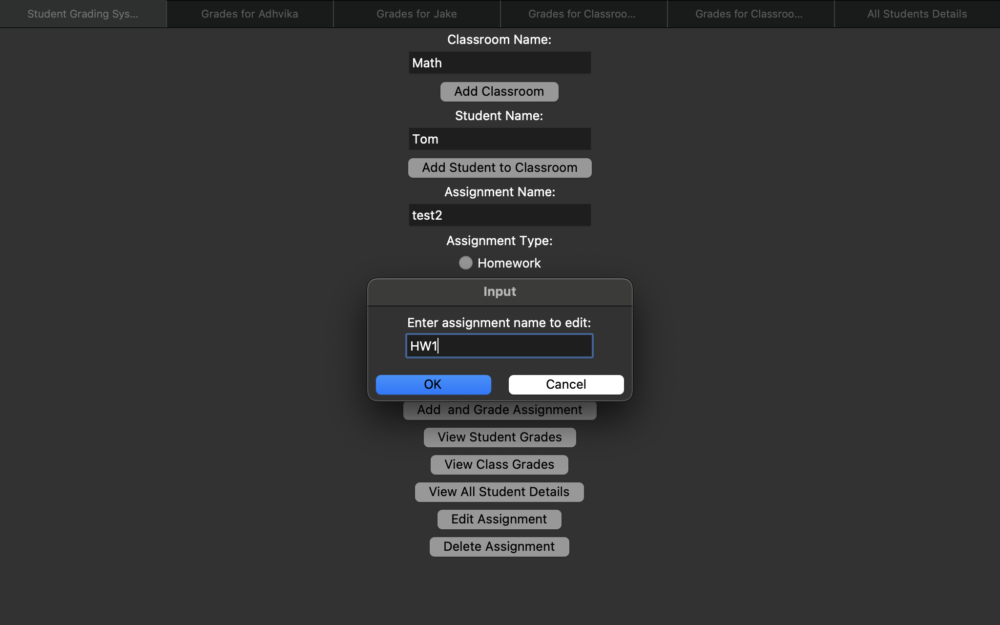 Student Grading Sys...
Grades for Adhvika
Grades for Jake
Grades for Classroo...
Grades for Classroo...
All Students Details
Classroom Name:
Math
Add Classroom
Student Name:
Tom
Add Student to Classroom
Assignment Name:
test2
Assignment Type:
Homework
Input
Enter assignment name to edit:
HW1
OK
Cancel
Add  and Grade Assignment
View Student Grades
View Class Grades
View All Student Details
Edit Assignment
Delete Assignment